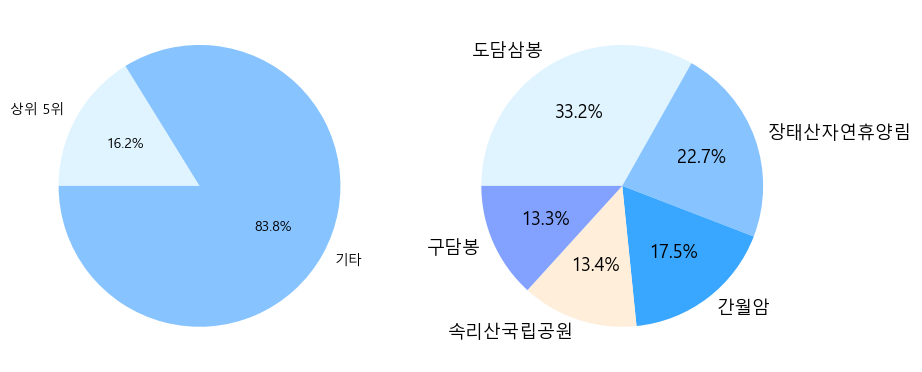 상위 5위
16.2%
83.8%
기타
도담삼봉
33.2%
장태산자연휴양림
22.7%
13.3%
구담봉
13.4%
17.5%
간월암
속리산국립공원